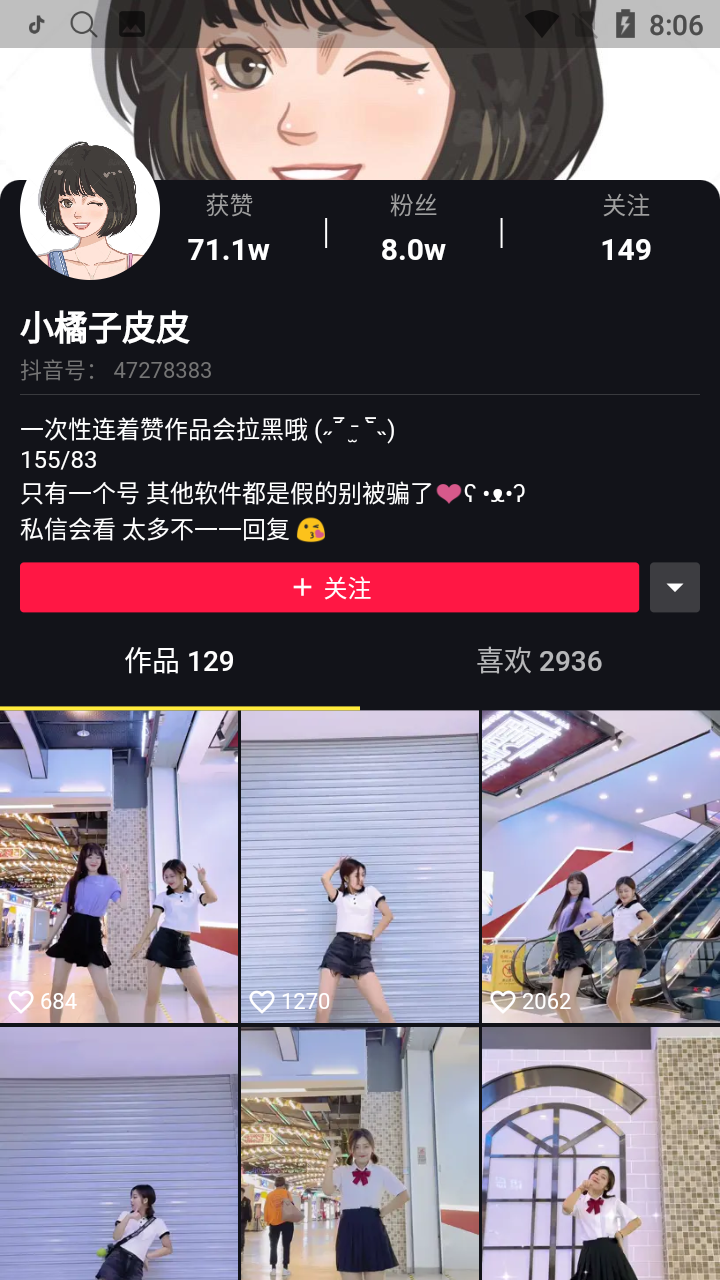 8:06
获赞 粉丝 关注
71.1w | 8.0w | 149
小橘子皮皮
抖音号： 47278383
一次性连着赞作品会拉黑哦 (˶‾᷄ ⁻̫ ‾᷅˵)
155/83
只有一个号 其他软件都是假的别被骗了❤️ʕ •ᴥ•ʔ
私信会看 太多不一一回复 😘
+ 关注
作品 129 喜欢 2936
684 1270 2062